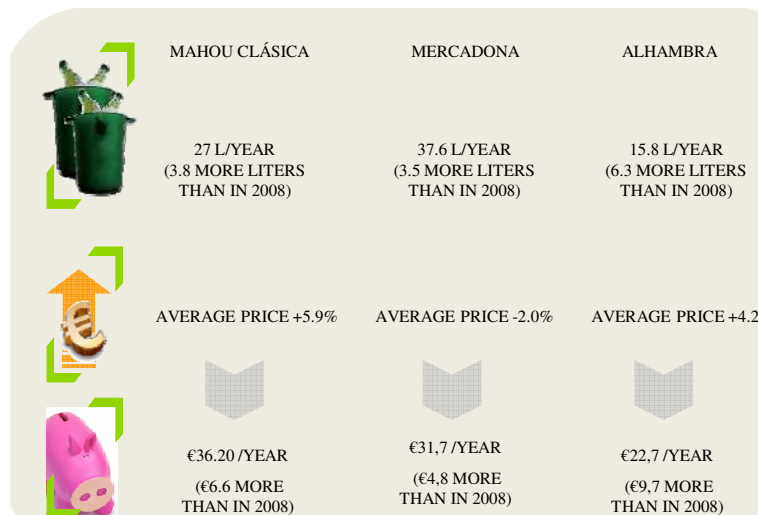 MAHOU CLÁSICA
MERCADONA
ALHAMBRA
27 L/YEAR
(3.8 MORE LITERS
THAN IN 2008)
37.6 L/YEAR
(3.5 MORE LITERS
THAN IN 2008)
15.8 L/YEAR
(6.3 MORE LITERS
THAN IN 2008)
AVERAGE PRICE +5.9%
AVERAGE PRICE -2.0%
AVERAGE PRICE +4.2
€36.20 /YEAR
(€6.6 MORE
THAN IN 2008)
€31,7 /YEAR
(€4,8 MORE
THAN IN 2008)
€22,7 /YEAR
(€9,7 MORE
THAN IN 2008)